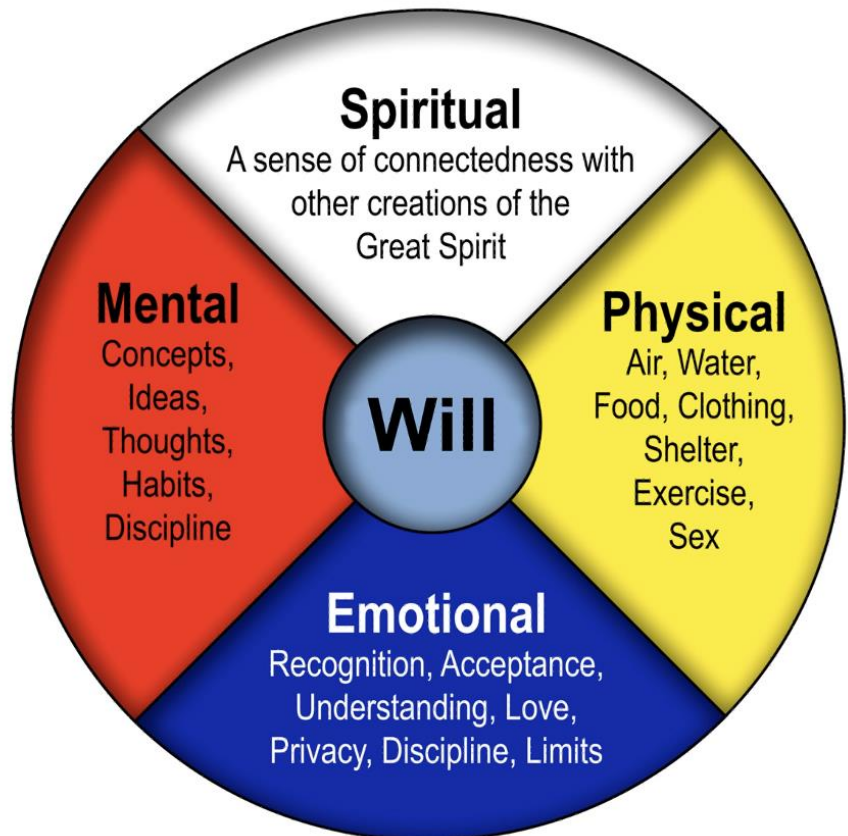 Spiritual
A sense of connectedness with
other creations of the
Great Spirit
Mental
Concepts,
Ideas,
Thoughts,
Habits,
Discipline
Will
Physical
Air, Water,
Food, Clothing,
Shelter,
Exercise,
Sex
Emotional
Recognition, Acceptance,
Understanding, Love,
Privacy, Discipline, Limits